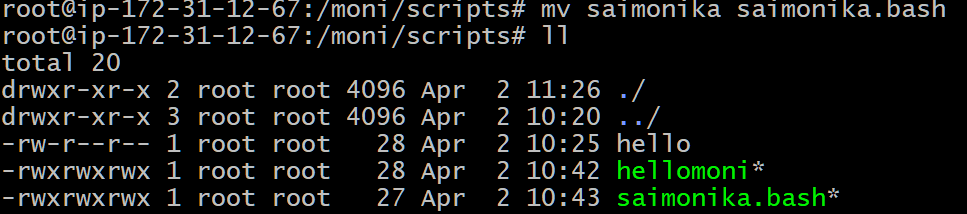 root@ip-172-31-12-67:/moni/scripts# mv saimonika saimonika.bash
root@ip-172-31-12-67:/moni/scripts# ll
total 20
drwxr-xr-x 2 root root 4096 Apr  2 11:26 ./
drwxr-xr-x 3 root root 4096 Apr  2 10:20 ../
-rw-r--r-- 1 root root   28 Apr  2 10:25 hello
-rwxrwxrwx 1 root root   28 Apr  2 10:42 hellomoni*
-rwxrwxrwx 1 root root   27 Apr  2 10:43 saimonika.bash*